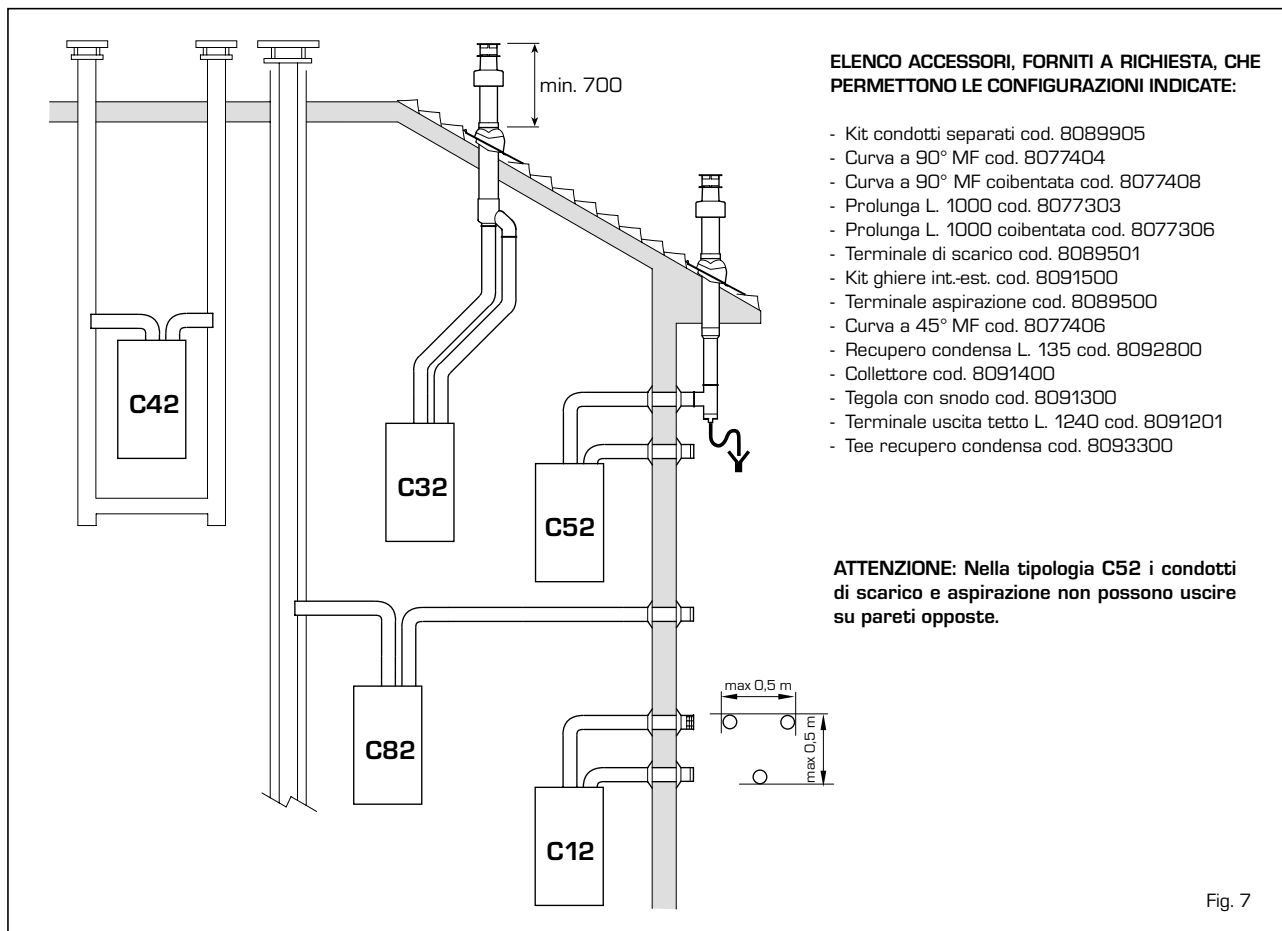 min. 700
C42
C32
C52
C82
C12
max 0,5 m
max 0,5 m
ELENCO ACCESSORI, FORNITI A RICHIESTA, CHE
PERMETTONO LE CONFIGURAZIONI INDICATE:
- Kit condotti separati cod. 8089905
- Curva a 90° MF cod. 8077404
- Curva a 90° MF coibentata cod. 8077408
- Prolunga L. 1000 cod. 8077303
- Prolunga L. 1000 coibentata cod. 8077306
- Terminale di scarico cod. 8089501
- Kit ghiere int.-est. cod. 8091500
- Terminale aspirazione cod. 8089500
- Curva a 45° MF cod. 8077406
- Recupero condensa L. 135 cod. 8092800
- Collettore cod. 8091400
- Tegola con snodo cod. 8091300
- Terminale uscita tetto L. 1240 cod. 8091201
- Tee recupero condensa cod. 8093300
ATTENZIONE: Nella tipologia C52 i condotti
di scarico e aspirazione non possono uscire
su pareti opposte.
Fig. 7